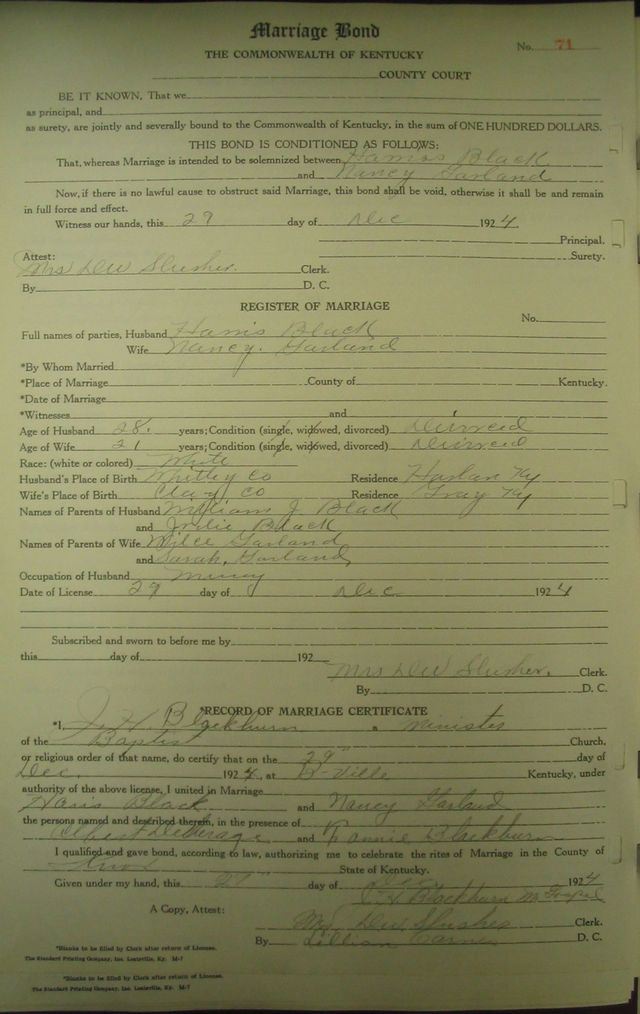 Marriage Bond
No. 71
THE COMMONWEALTH OF KENTUCKY
COUNTY COURT
BE IT KNOWN, That we
as principal, and
as surety, are jointly and severally bound to the Commonwealth of Kentucky, in the sum of ONE HUNDRED DOLLARS.
THIS BOND IS CONDITIONED AS FOLLOWS:
That, whereas Marriage is intended to be solemnized between Black
and Nancy Garland
Now, if there is no lawful cause to obstruct said Marriage, this bond shall be void, otherwise it shall be and remain
in full force and effect.
Witness our hands, this 29 day of Dec 1924
Principal.
Attest: Surety.
Mrs D W Slusher. Clerk.
By D. C.
REGISTER OF MARRIAGE
No.
Full names of parties, Husband Harris Black
Wife Nancy. Garland
*By Whom Married
*Place of Marriage County of Kentucky.
*Date of Marriage
*Witnesses and
Age of Husband 28. years; Condition (single, widowed, divorced) Divorced
Age of Wife 21 years; Condition (single, widowed, divorced) Divorced
Race: (white or colored) White
Husband's Place of Birth Whitley Co Residence Harlan Ky
Wife's Place of Birth Clay Co Residence Gray Ky
Names of Parents of Husband William J. Black
and Black
Names of Parents of Wife Garland
and Sarah, Garland
Occupation of Husband
Date of License 29 day of Dec 1924
Subscribed and sworn to before me by
this day of 192
Mrs D W Slusher. Clerk.
By D. C.
RECORD OF MARRIAGE CERTIFICATE
*I, J. H. Blackburn a Minister
of the Baptist Church,
or religious order of that name, do certify that on the 29" day of
Dec. 1924, at B-Ville Kentucky, under
authority of the above license, I united in Marriage
Haris Black and Nancy Garland
the persons named and described therein, in the presence of
Albert and Blackburn
I qualified and gave bond, according to law, authorizing me to celebrate the rites of Marriage in the County of
Knox State of Kentucky.
Given under my hand, this day of Dec 1924
Blackburn
A Copy, Attest: Mrs D W Slusher Clerk.
By Lillian D. C.
*Blanks to be filled by Clerk after return of License.
The Standard Printing Company, Inc. Louisville, Ky. M-7
*Blanks to be filled by Clerk after return of License.
The Standard Printing Company, Inc. Louisville, Ky. M-7